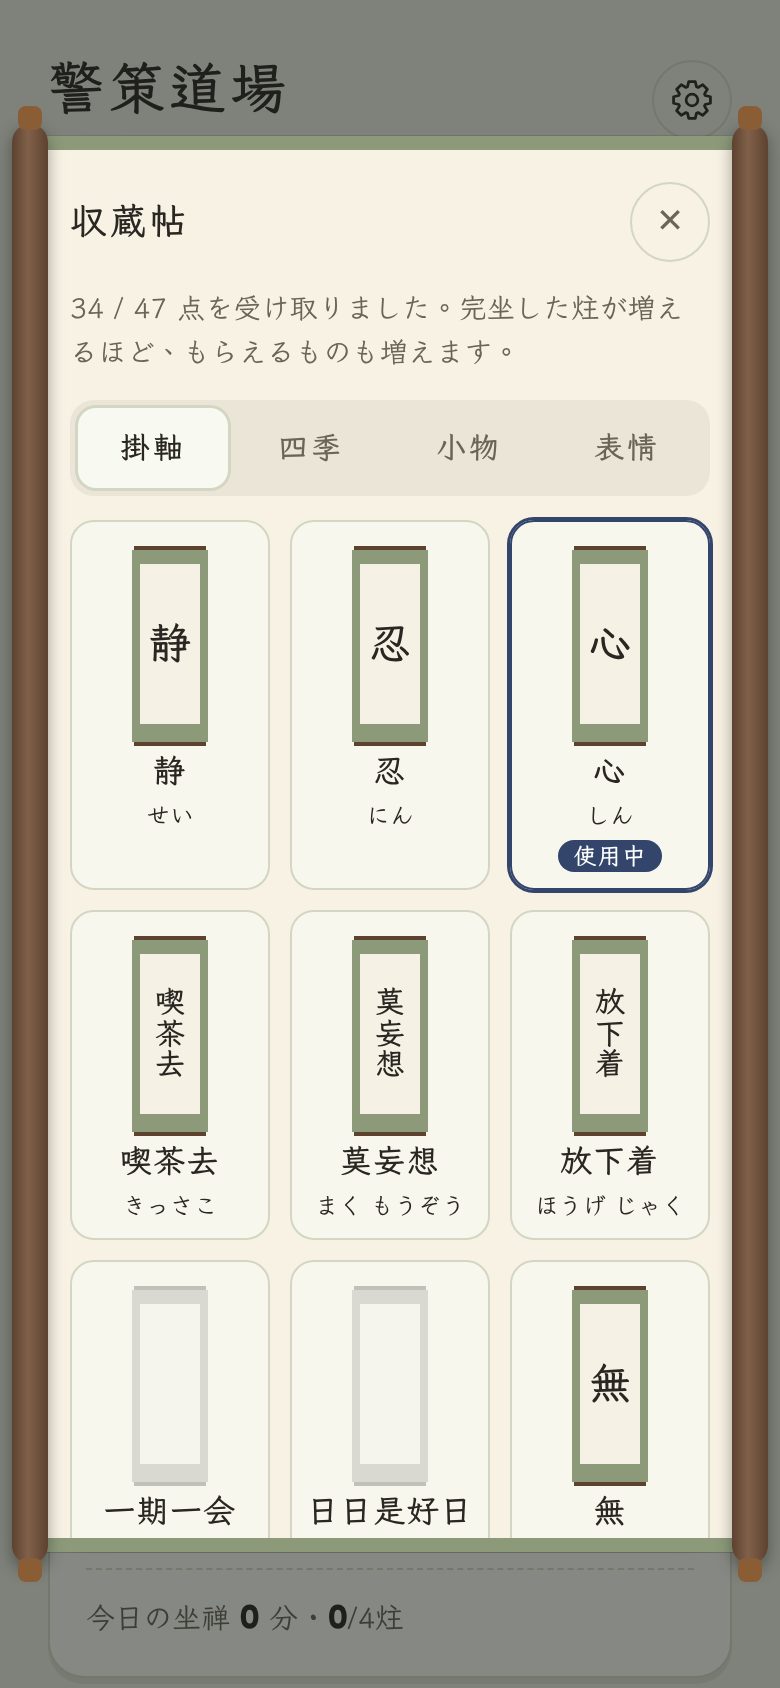 警策道場
収蔵帖
✕
34 / 47 点を受け取りました。完坐した炷が増え
るほど、もらえるものも増えます。
掛軸 四季 小物 表情
静 忍 心
静 忍 心
せい にん しん
使用中
喫茶去 莫妄想 放下着
喫茶去 莫妄想 放下着
きっさこ まく もうぞう ほうげ じゃく
無
一期一会 日日是好日 無
今日の坐禅 0 分・0/4炷